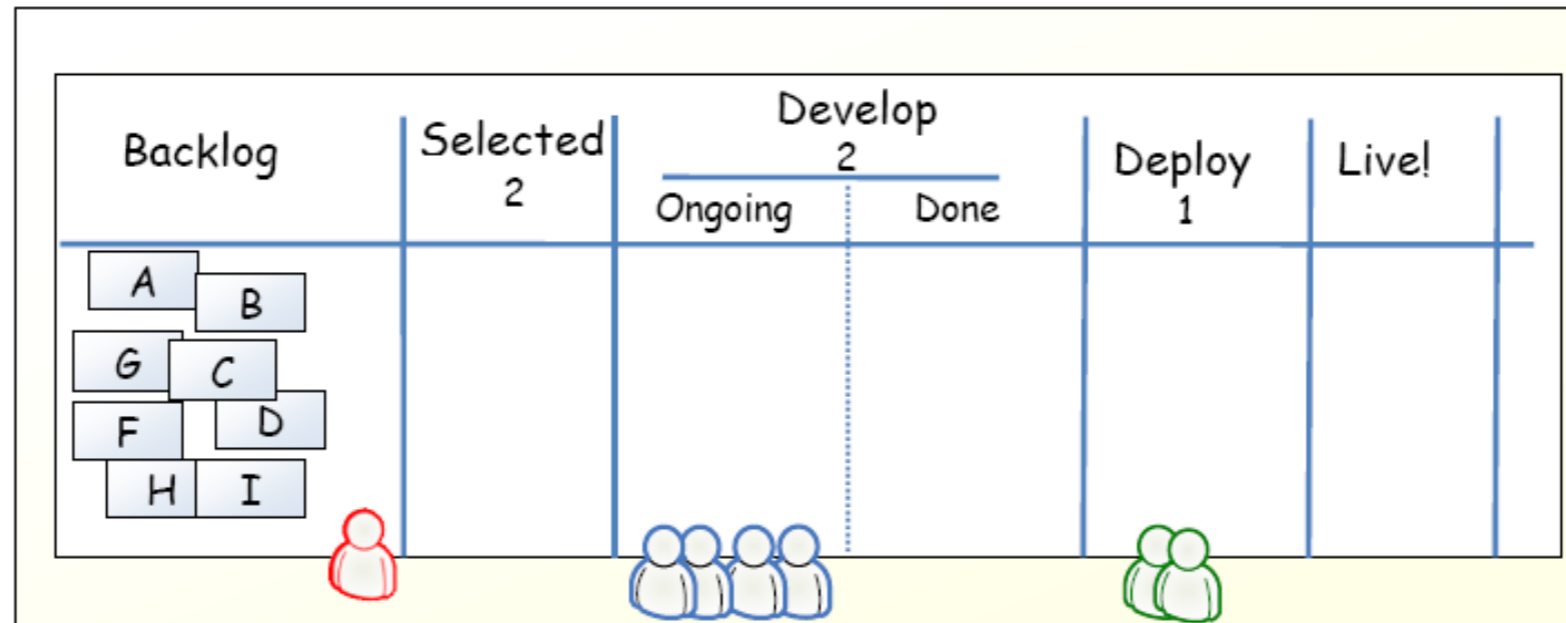 Backlog
Selected
2
Develop
2
Ongoing
Done
Deploy
1
Live!
A
B
G
C
F
D
H
I